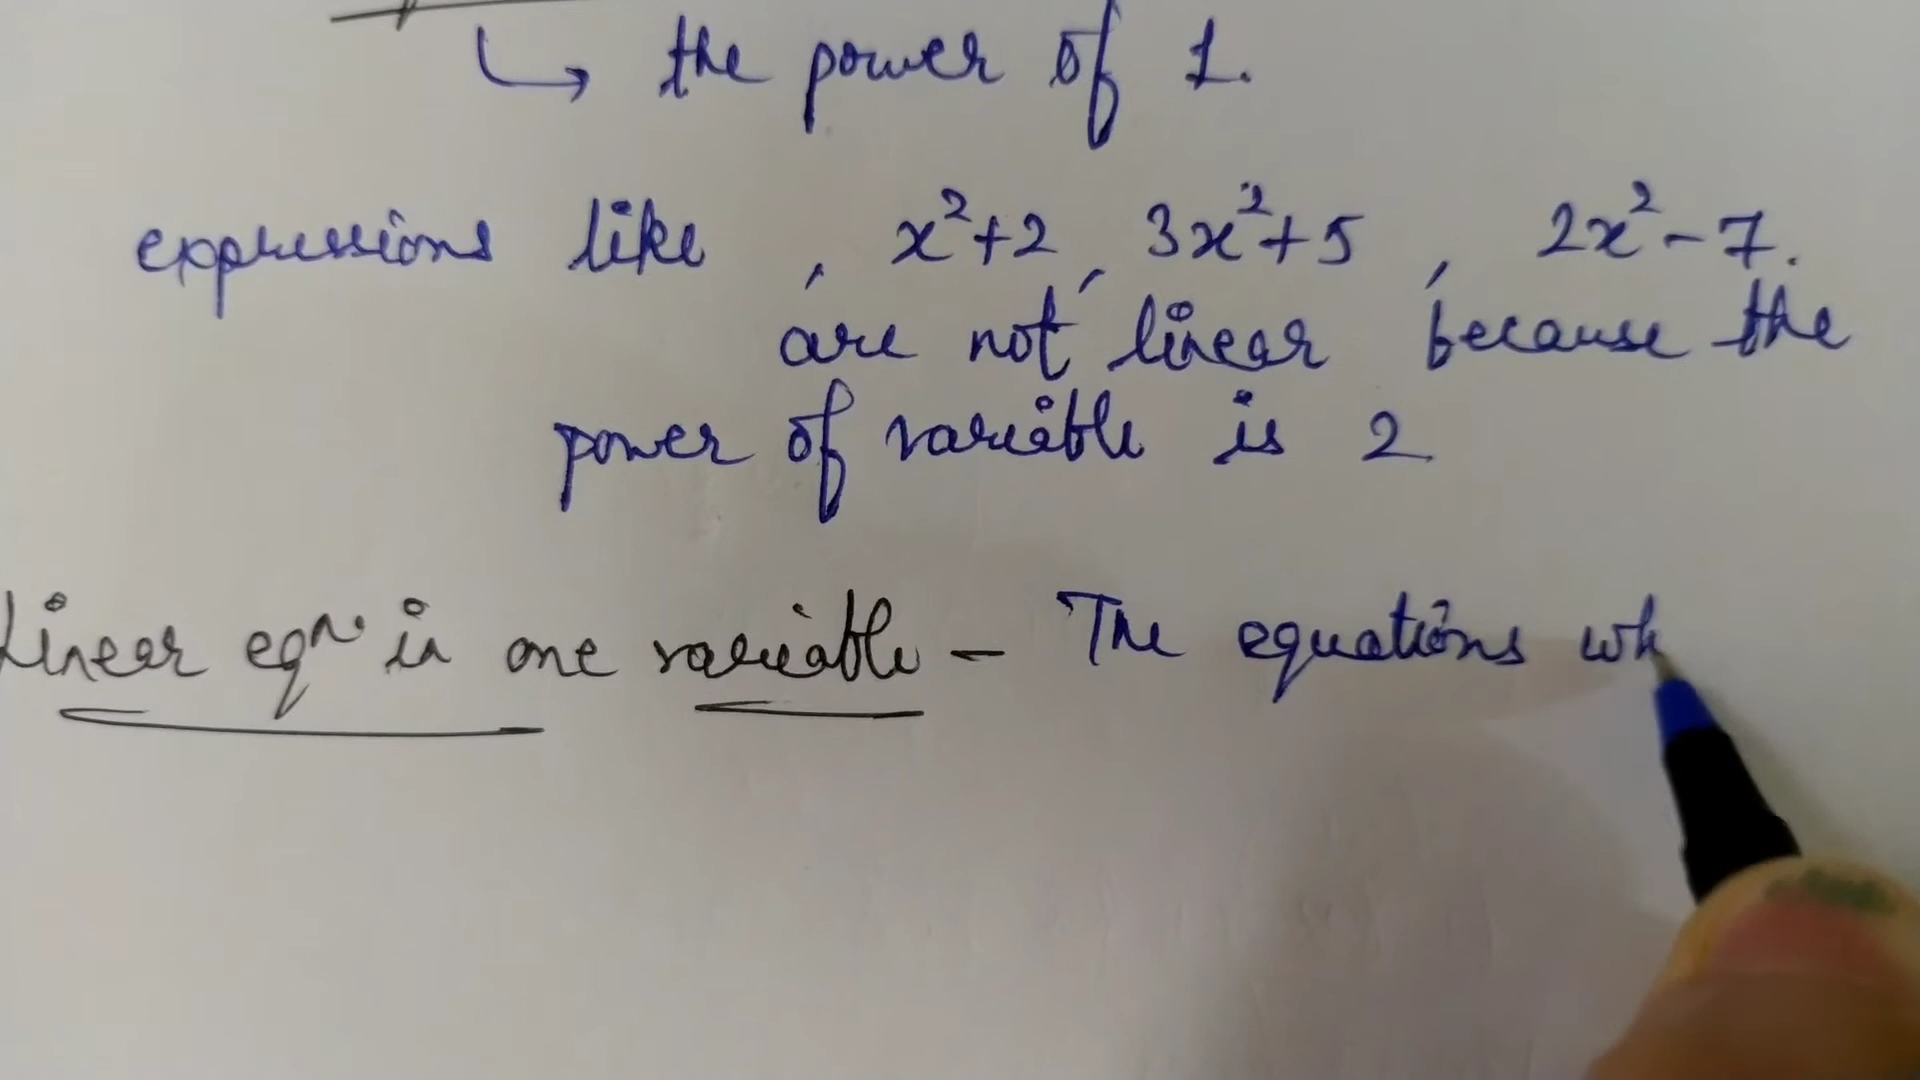 ↳ the power of 1.
expressions like , x²+2, 3x²+5 , 2x²-7.
are not linear because the
power of variable is 2
Linear eqⁿ. in one variable - The equations wh